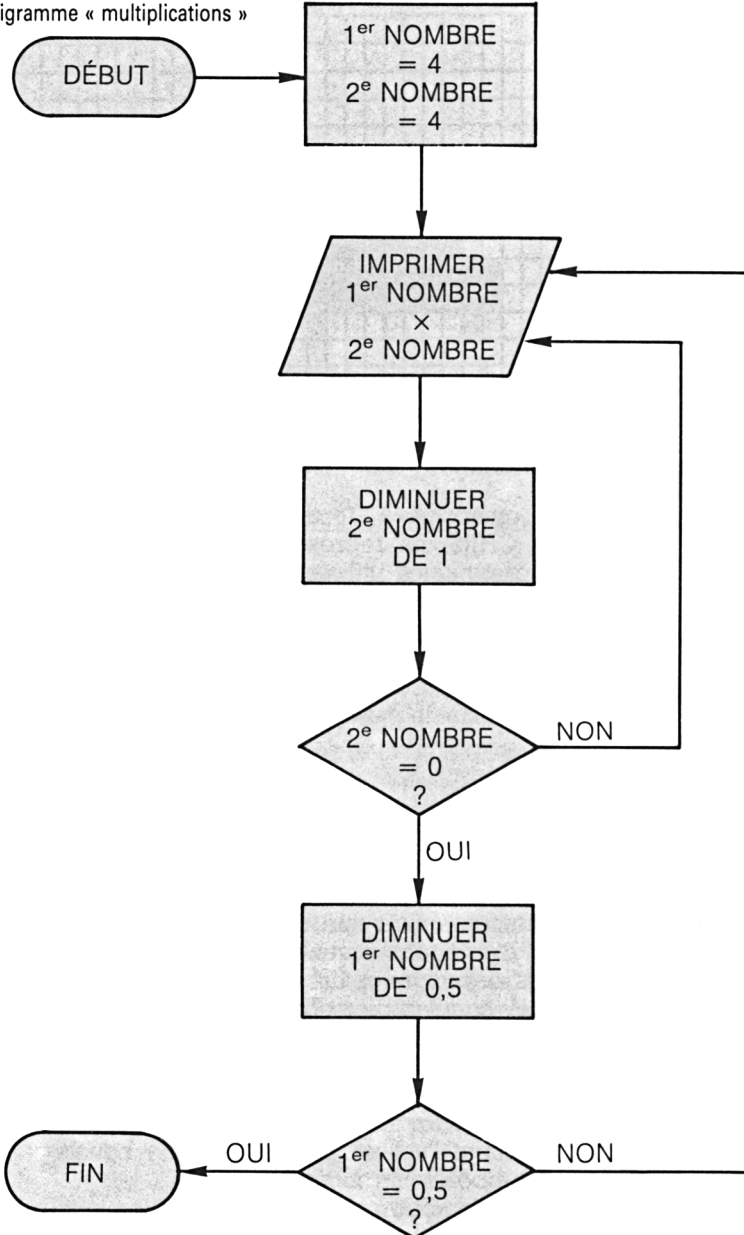 igramme « multiplications »
DÉBUT
1er NOMBRE
= 4
2e NOMBRE
= 4
IMPRIMER
1er NOMBRE
×
2e NOMBRE
DIMINUER
2e NOMBRE
DE 1
2e NOMBRE
= 0
?
NON
OUI
DIMINUER
1er NOMBRE
DE 0,5
1er NOMBRE
= 0,5
?
OUI
NON
FIN